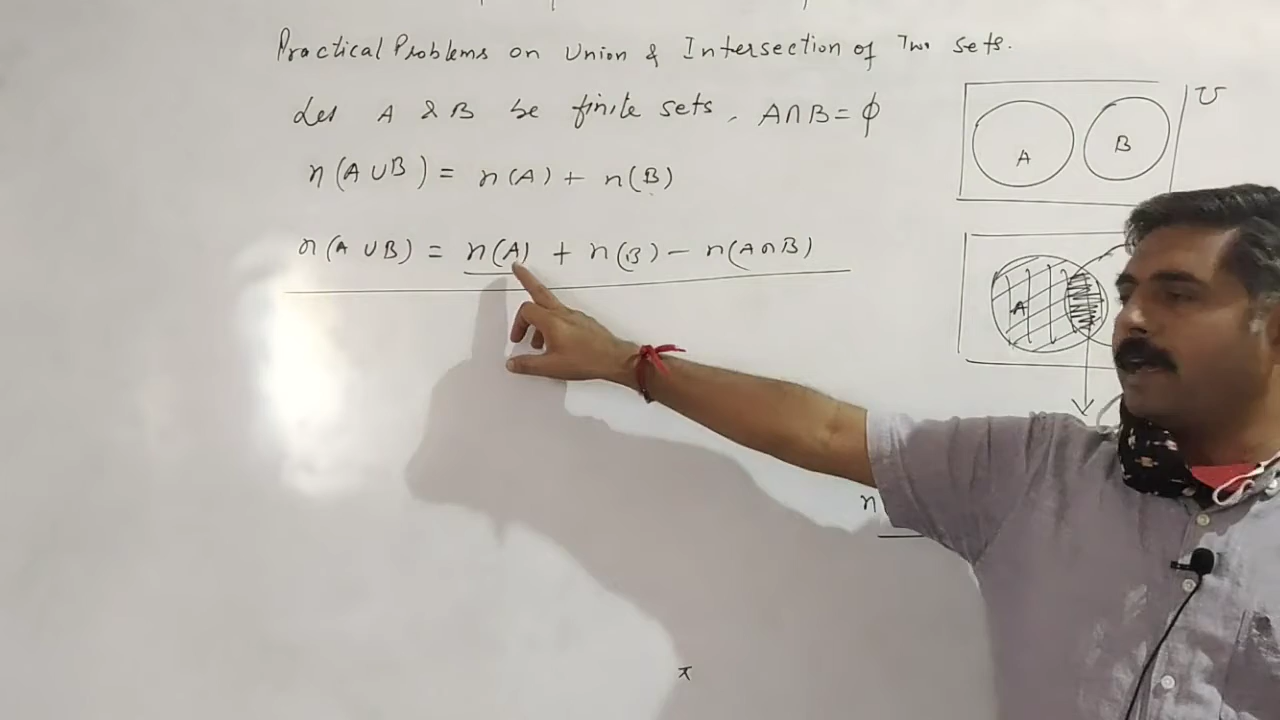 Practical Problems on Union & Intersection of Two Sets.
Let A & B be finite sets, A∩B = ϕ
n(A∪B) = n(A) + n(B)
n(A∪B) = n(A) + n(B) - n(A∩B)
A
B
U
A
n
π